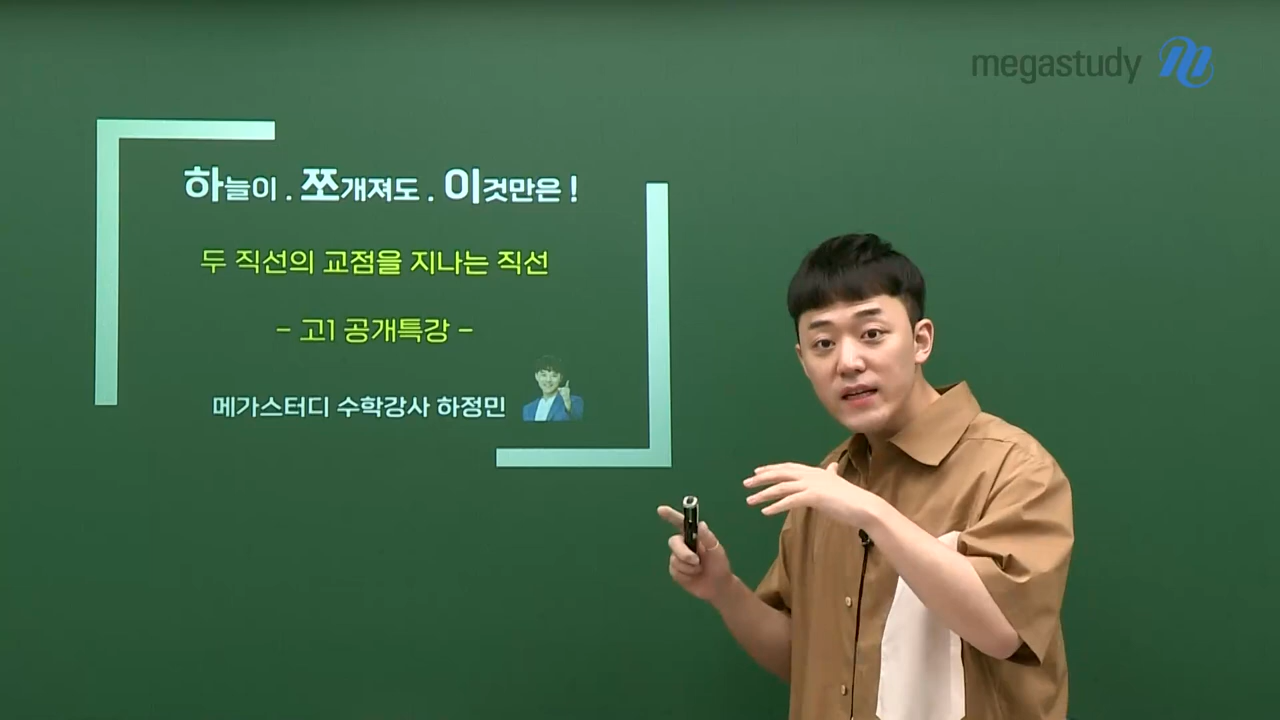 megastudy
하늘이 . 쪼개져도 . 이것만은 !
두 직선의 교점을 지나는 직선
- 고1 공개특강 -
메가스터디 수학강사 하정민